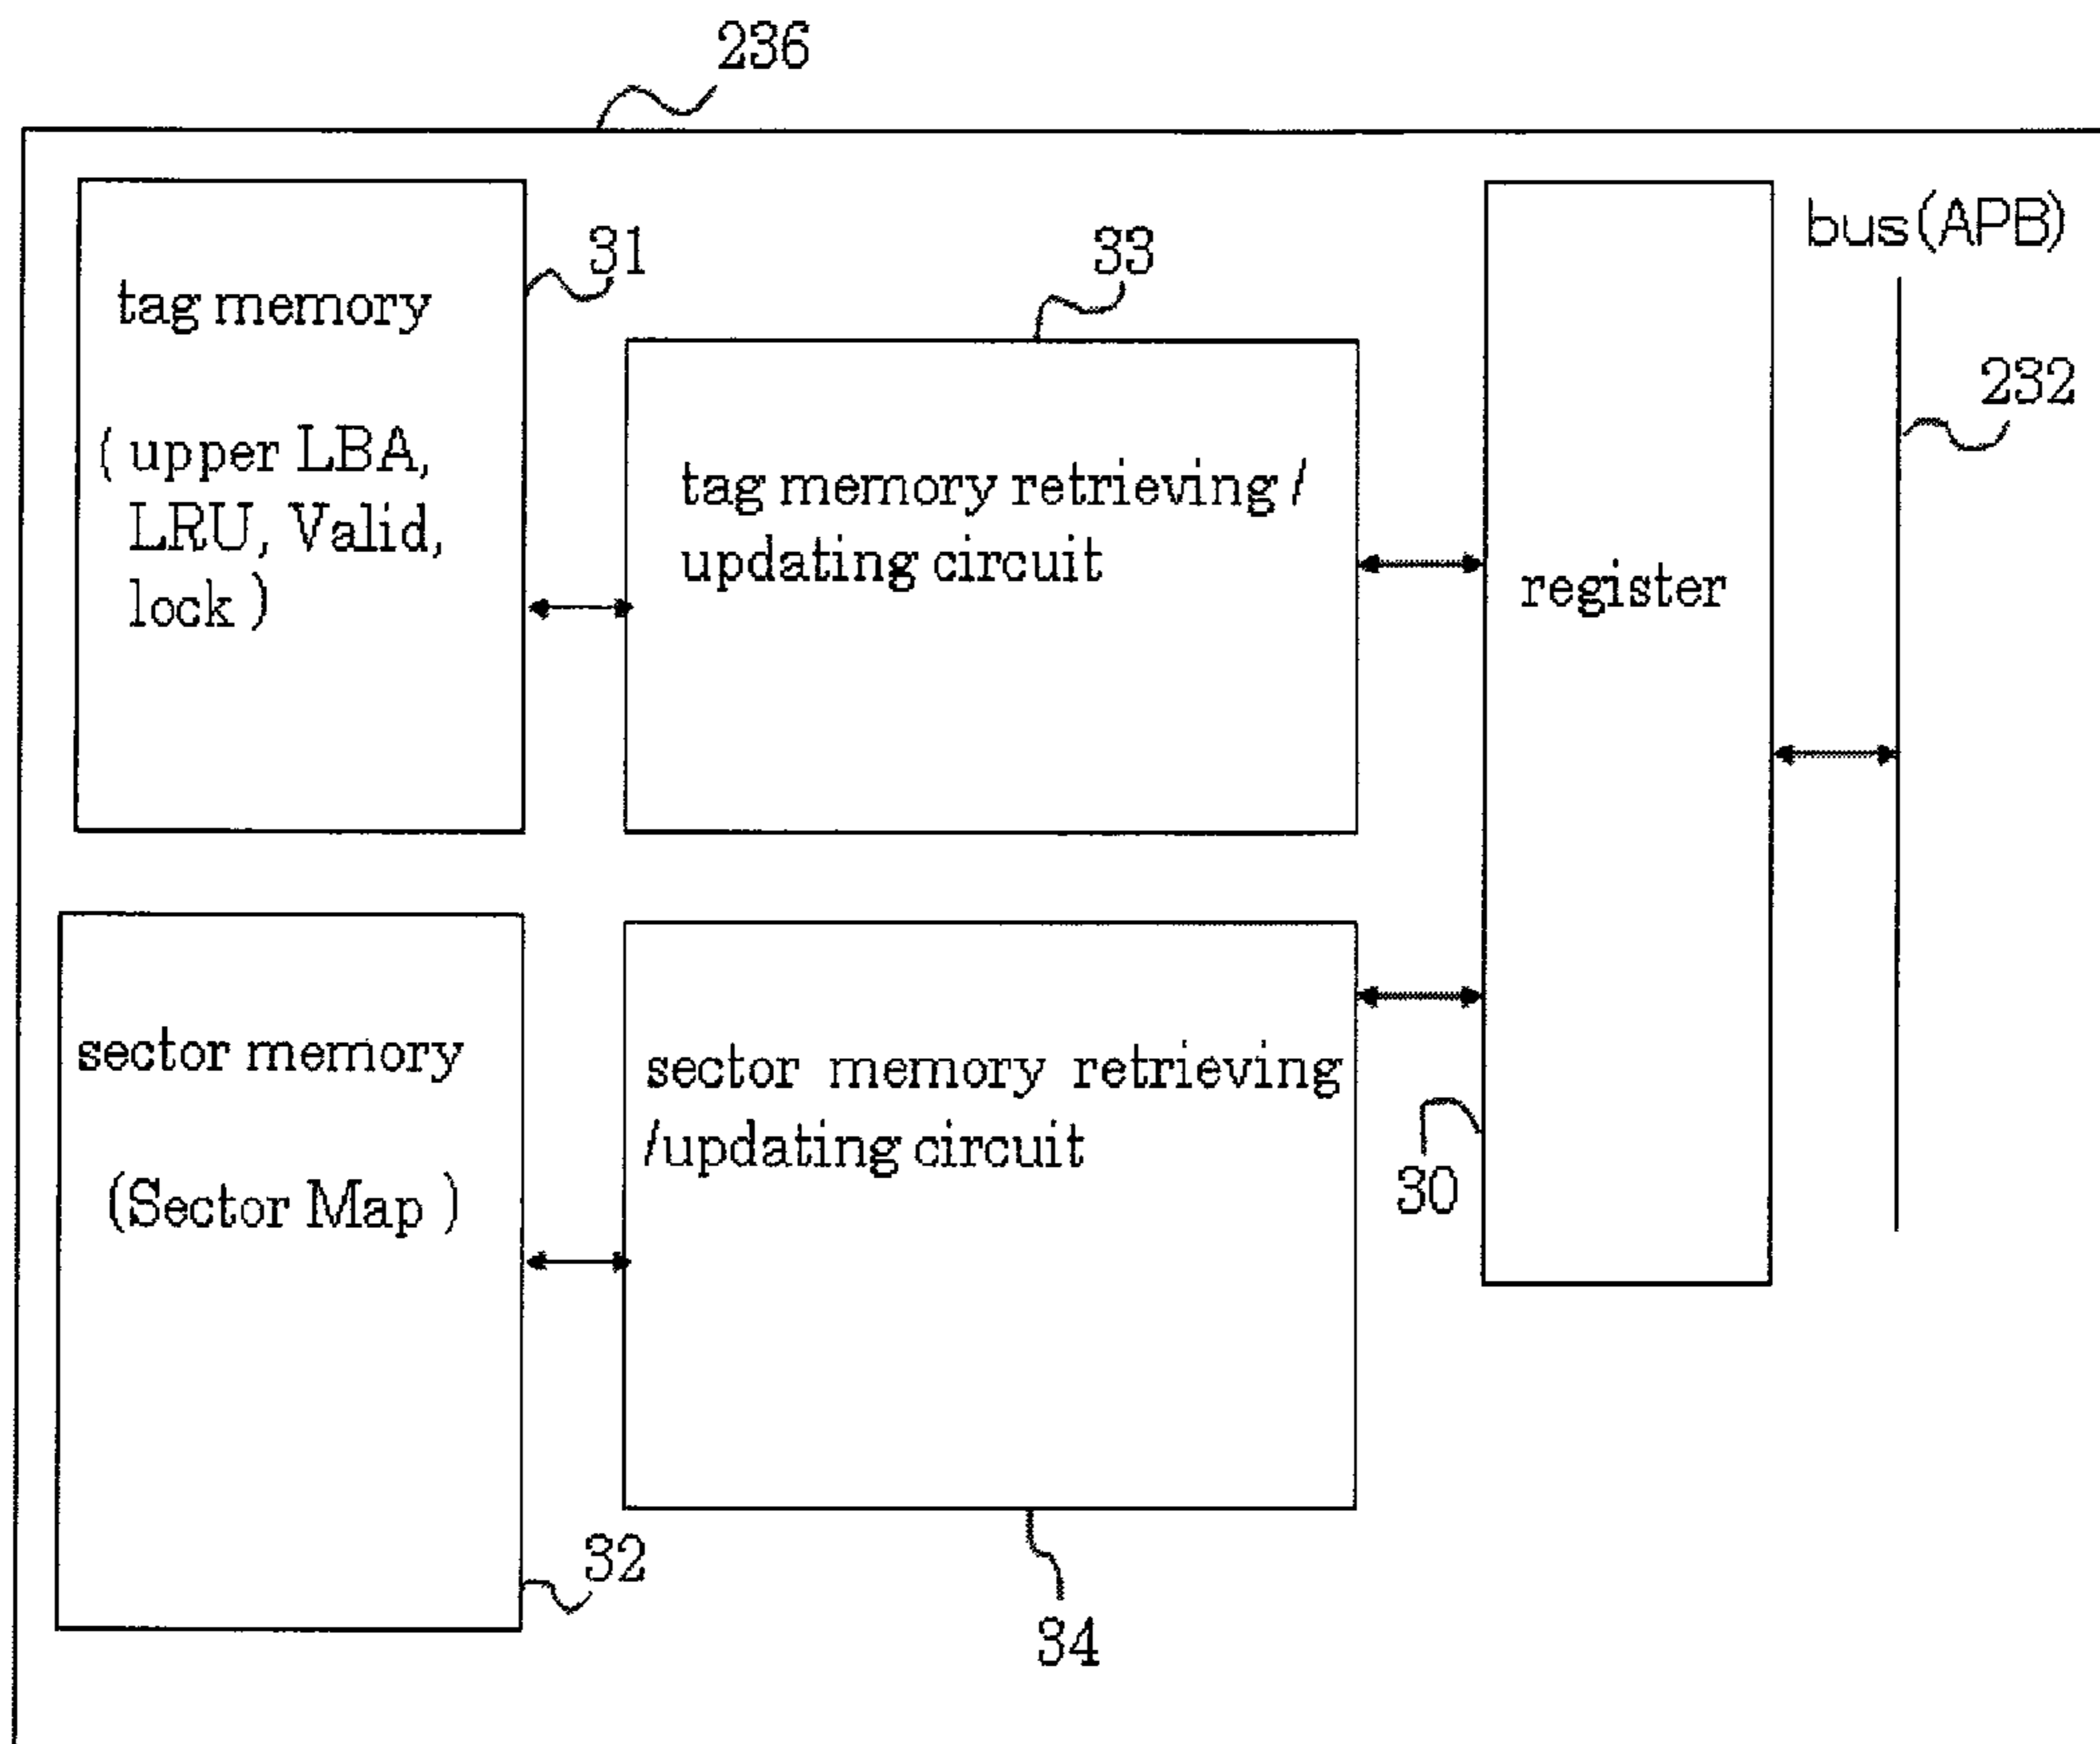 236
tag memory
( upper LBA,
LRU, Valid,
lock )
31
33
tag memory retrieving /
updating circuit
register
bus(APB)
232
sector memory
(Sector Map )
32
sector memory retrieving
/updating circuit
34
30